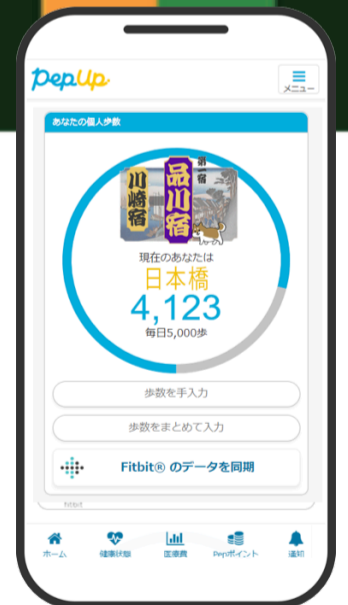 PepUp
メニュー
あなたの個人歩数
川崎宿
品川宿
第一宿
現在のあなたは
日本橋
4,123
毎日5,000歩
歩数を手入力
歩数をまとめて入力
Fitbit® のデータを同期
fitbit
ホーム
健康状態
医療費
Pepポイント
通知